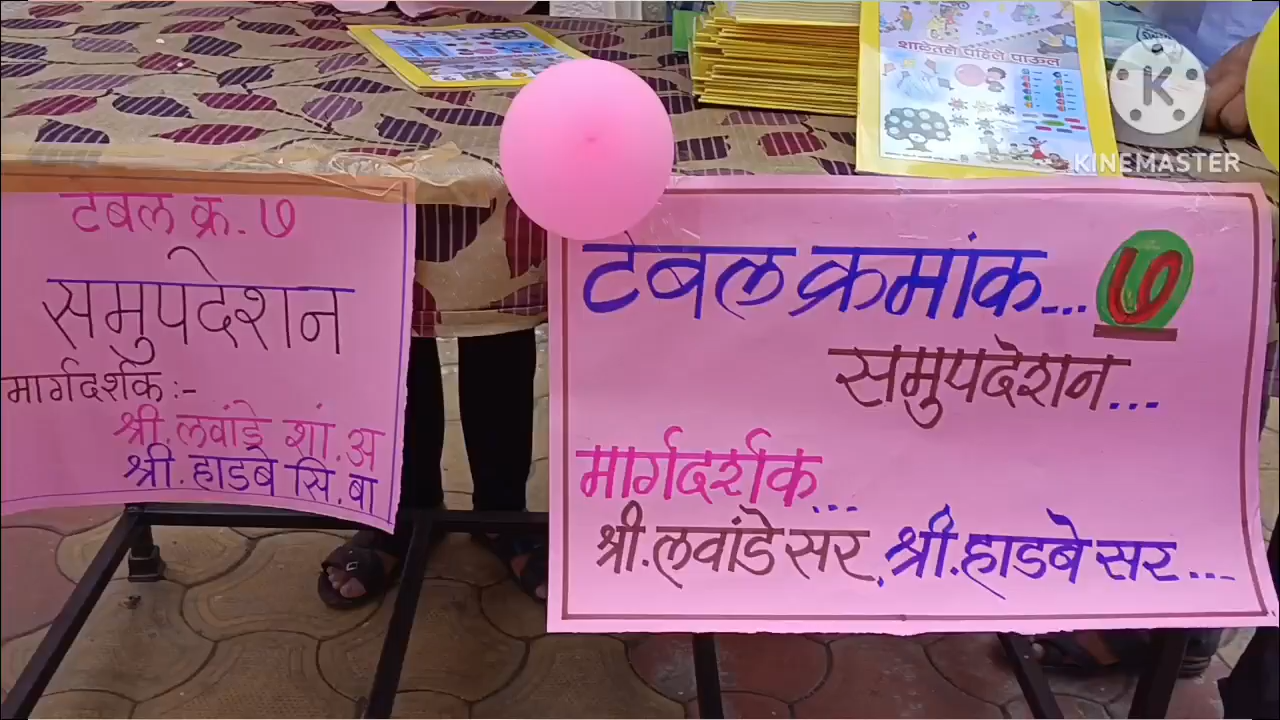 शाळेतले पहिले पाऊल
K
KINEMASTER
टेबल क्र. ७
समुपदेशन
मार्गदर्शक :-
श्री. लवांडे शां. अ
श्री. हाडबे सि. बा
टेबल क्रमांक... ७
समुपदेशन...
मार्गदर्शक...
श्री. लवांडे सर, श्री. हाडबे सर...